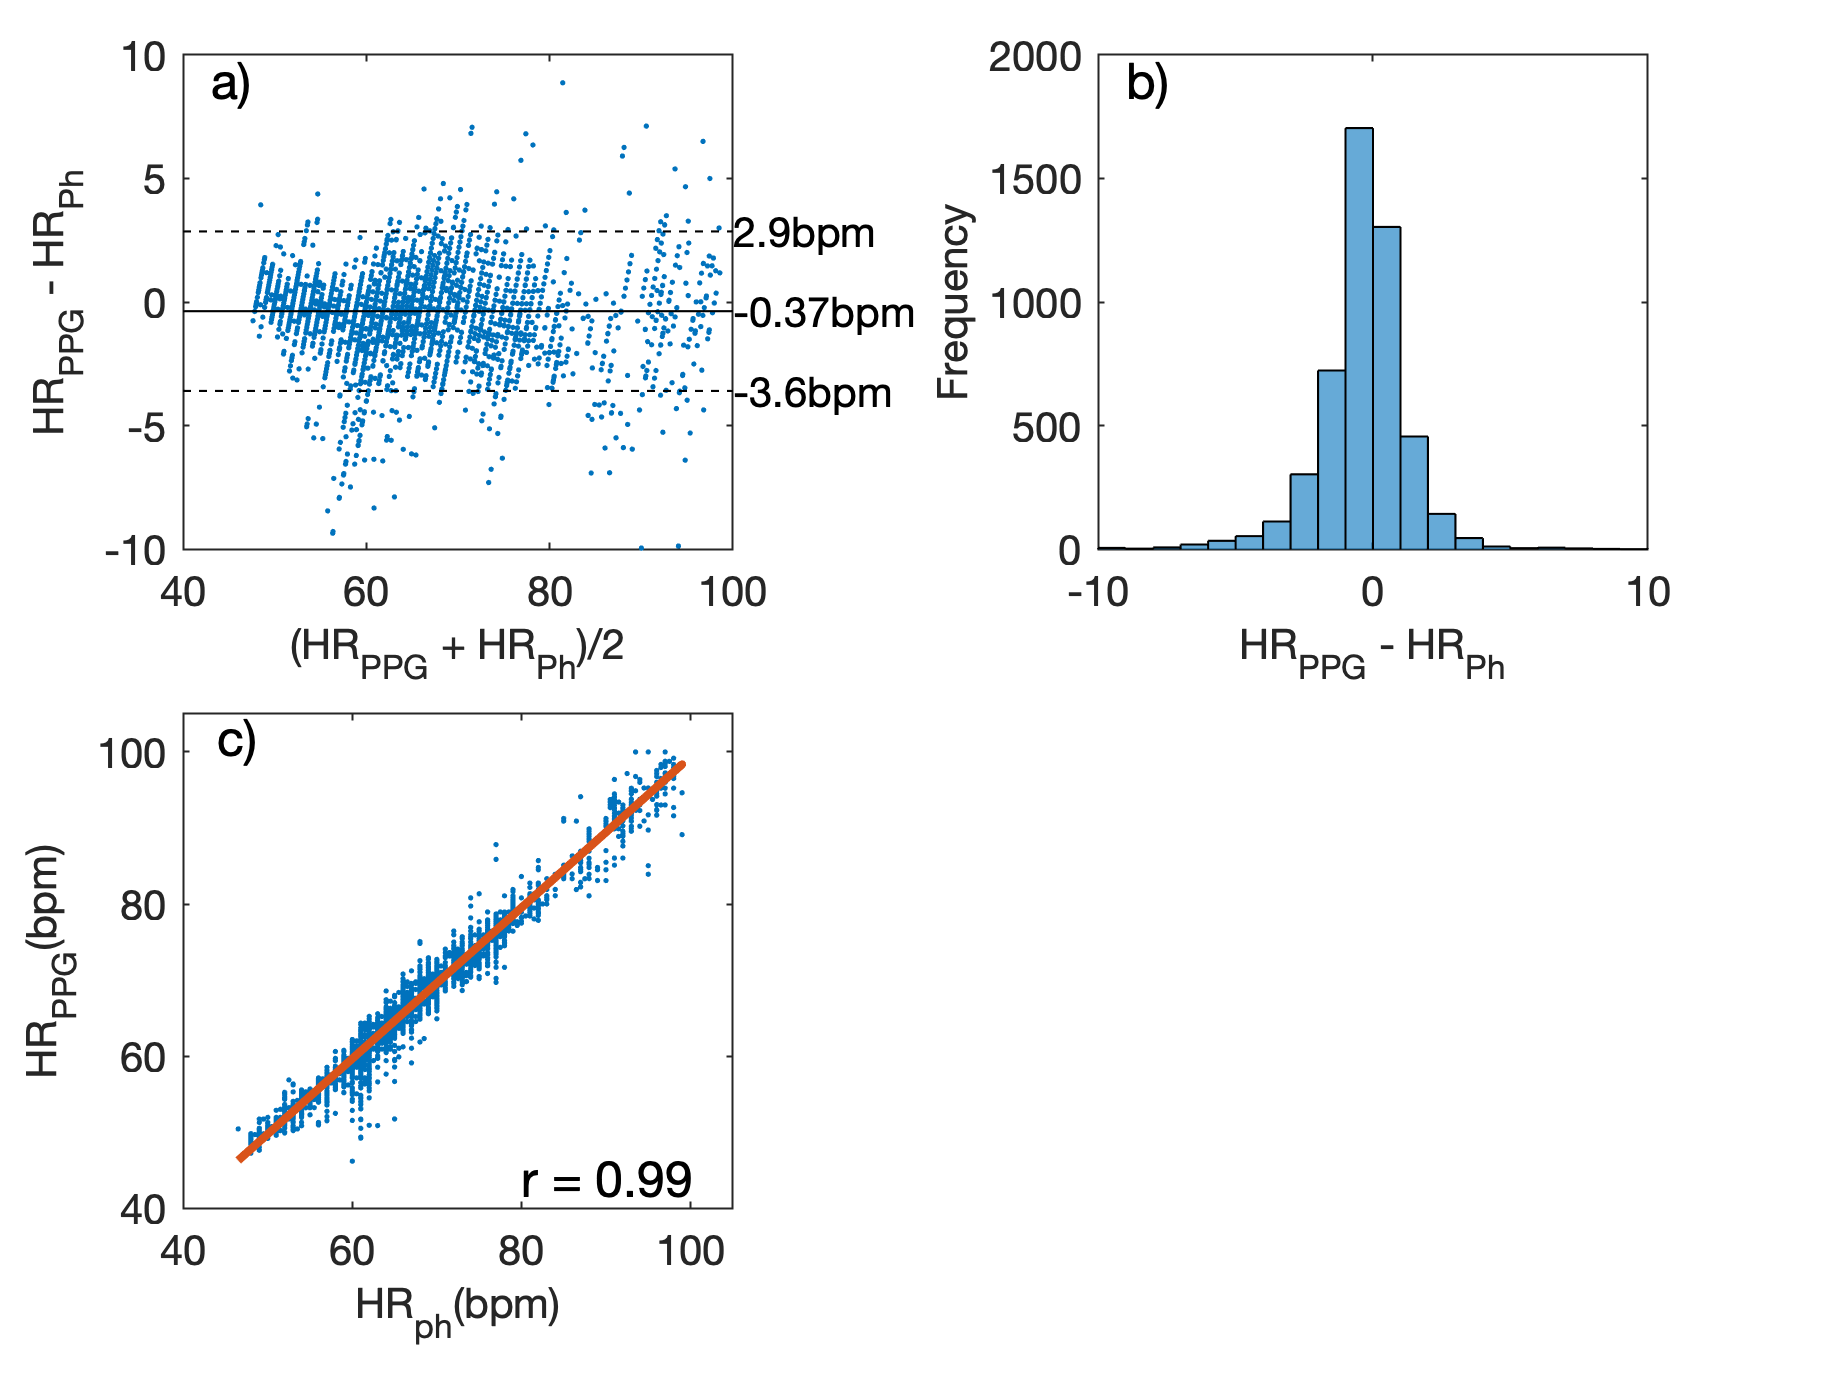 a)
10
5
0
-5
-10
HR_PPG - HR_Ph
2.9bpm
-0.37bpm
-3.6bpm
40 60 80 100
(HR_PPG + HR_Ph)/2
b)
2000
1500
1000
500
0
Frequency
-10 0 10
HR_PPG - HR_Ph
c)
100
80
60
40
HR_PPG(bpm)
r = 0.99
40 60 80 100
HR_ph(bpm)